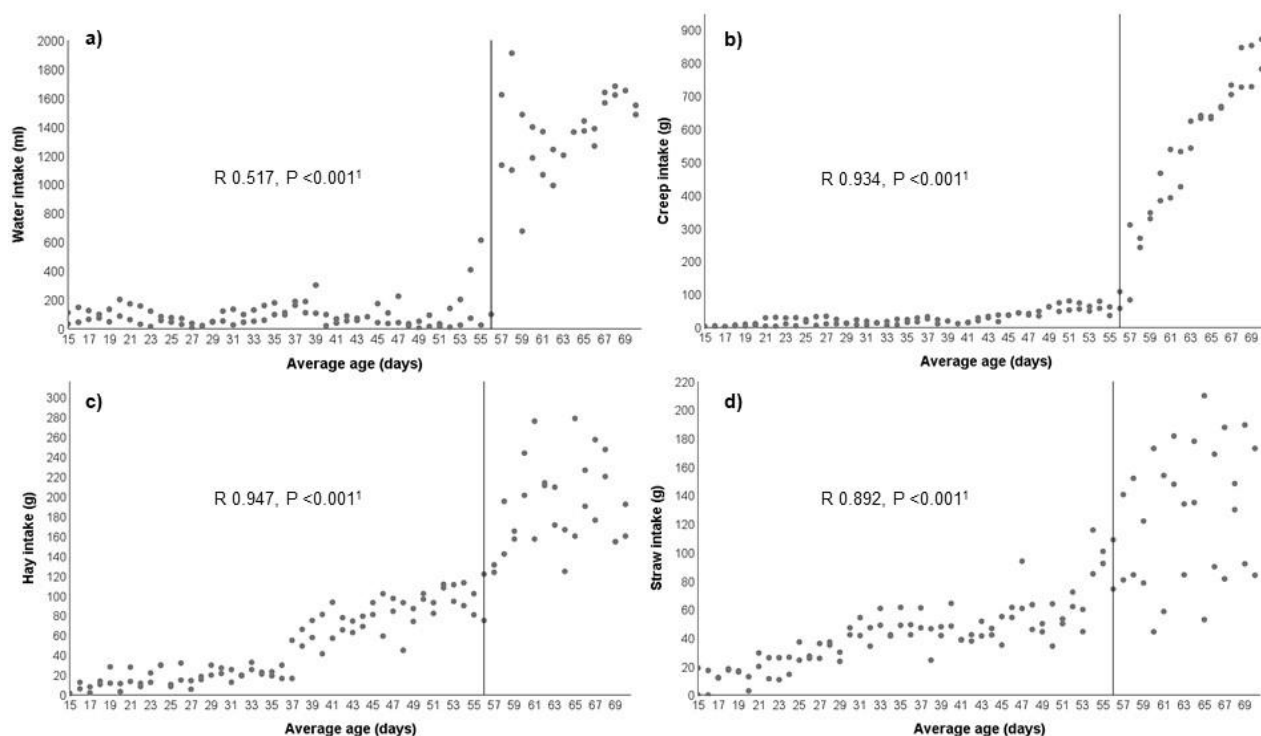 a)
Water intake (ml)
2000
1800
1600
1400
1200
1000
800
600
400
200
0
R 0.517, P <0.001¹
15 17 19 21 23 25 27 29 31 33 35 37 39 41 43 45 47 49 51 53 55 57 59 61 63 65 67 69
Average age (days)
b)
Creep intake (g)
900
800
700
600
500
400
300
200
100
0
R 0.934, P <0.001¹
15 17 19 21 23 25 27 29 31 33 35 37 39 41 43 45 47 49 51 53 55 57 59 61 63 65 67 69
Average age (days)
c)
Hay intake (g)
300
280
260
240
220
200
180
160
140
120
100
80
60
40
20
0
R 0.947, P <0.001¹
15 17 19 21 23 25 27 29 31 33 35 37 39 41 43 45 47 49 51 53 55 57 59 61 63 65 67 69
Average age (days)
d)
Straw intake (g)
220
200
180
160
140
120
100
80
60
40
20
0
R 0.892, P <0.001¹
15 17 19 21 23 25 27 29 31 33 35 37 39 41 43 45 47 49 51 53 55 57 59 61 63 65 67 69
Average age (days)